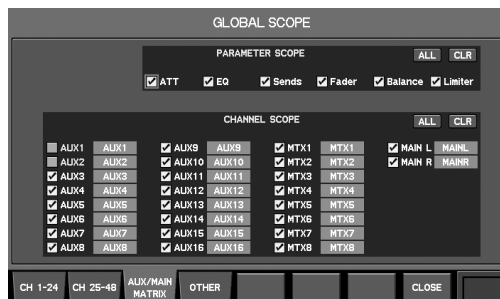 GLOBAL SCOPE
PARAMETER SCOPE ALL CLR
ATT EQ Sends Fader Balance Limiter
CHANNEL SCOPE ALL CLR
AUX1 AUX1 AUX9 AUX9 MTX1 MTX1 MAIN L MAINL
AUX2 AUX2 AUX10 AUX10 MTX2 MTX2 MAIN R MAINR
AUX3 AUX3 AUX11 AUX11 MTX3 MTX3
AUX4 AUX4 AUX12 AUX12 MTX4 MTX4
AUX5 AUX5 AUX13 AUX13 MTX5 MTX5
AUX6 AUX6 AUX14 AUX14 MTX6 MTX6
AUX7 AUX7 AUX15 AUX15 MTX7 MTX7
AUX8 AUX8 AUX16 AUX16 MTX8 MTX8
CH 1-24 CH 25-48 AUX/MAIN MATRIX OTHER CLOSE